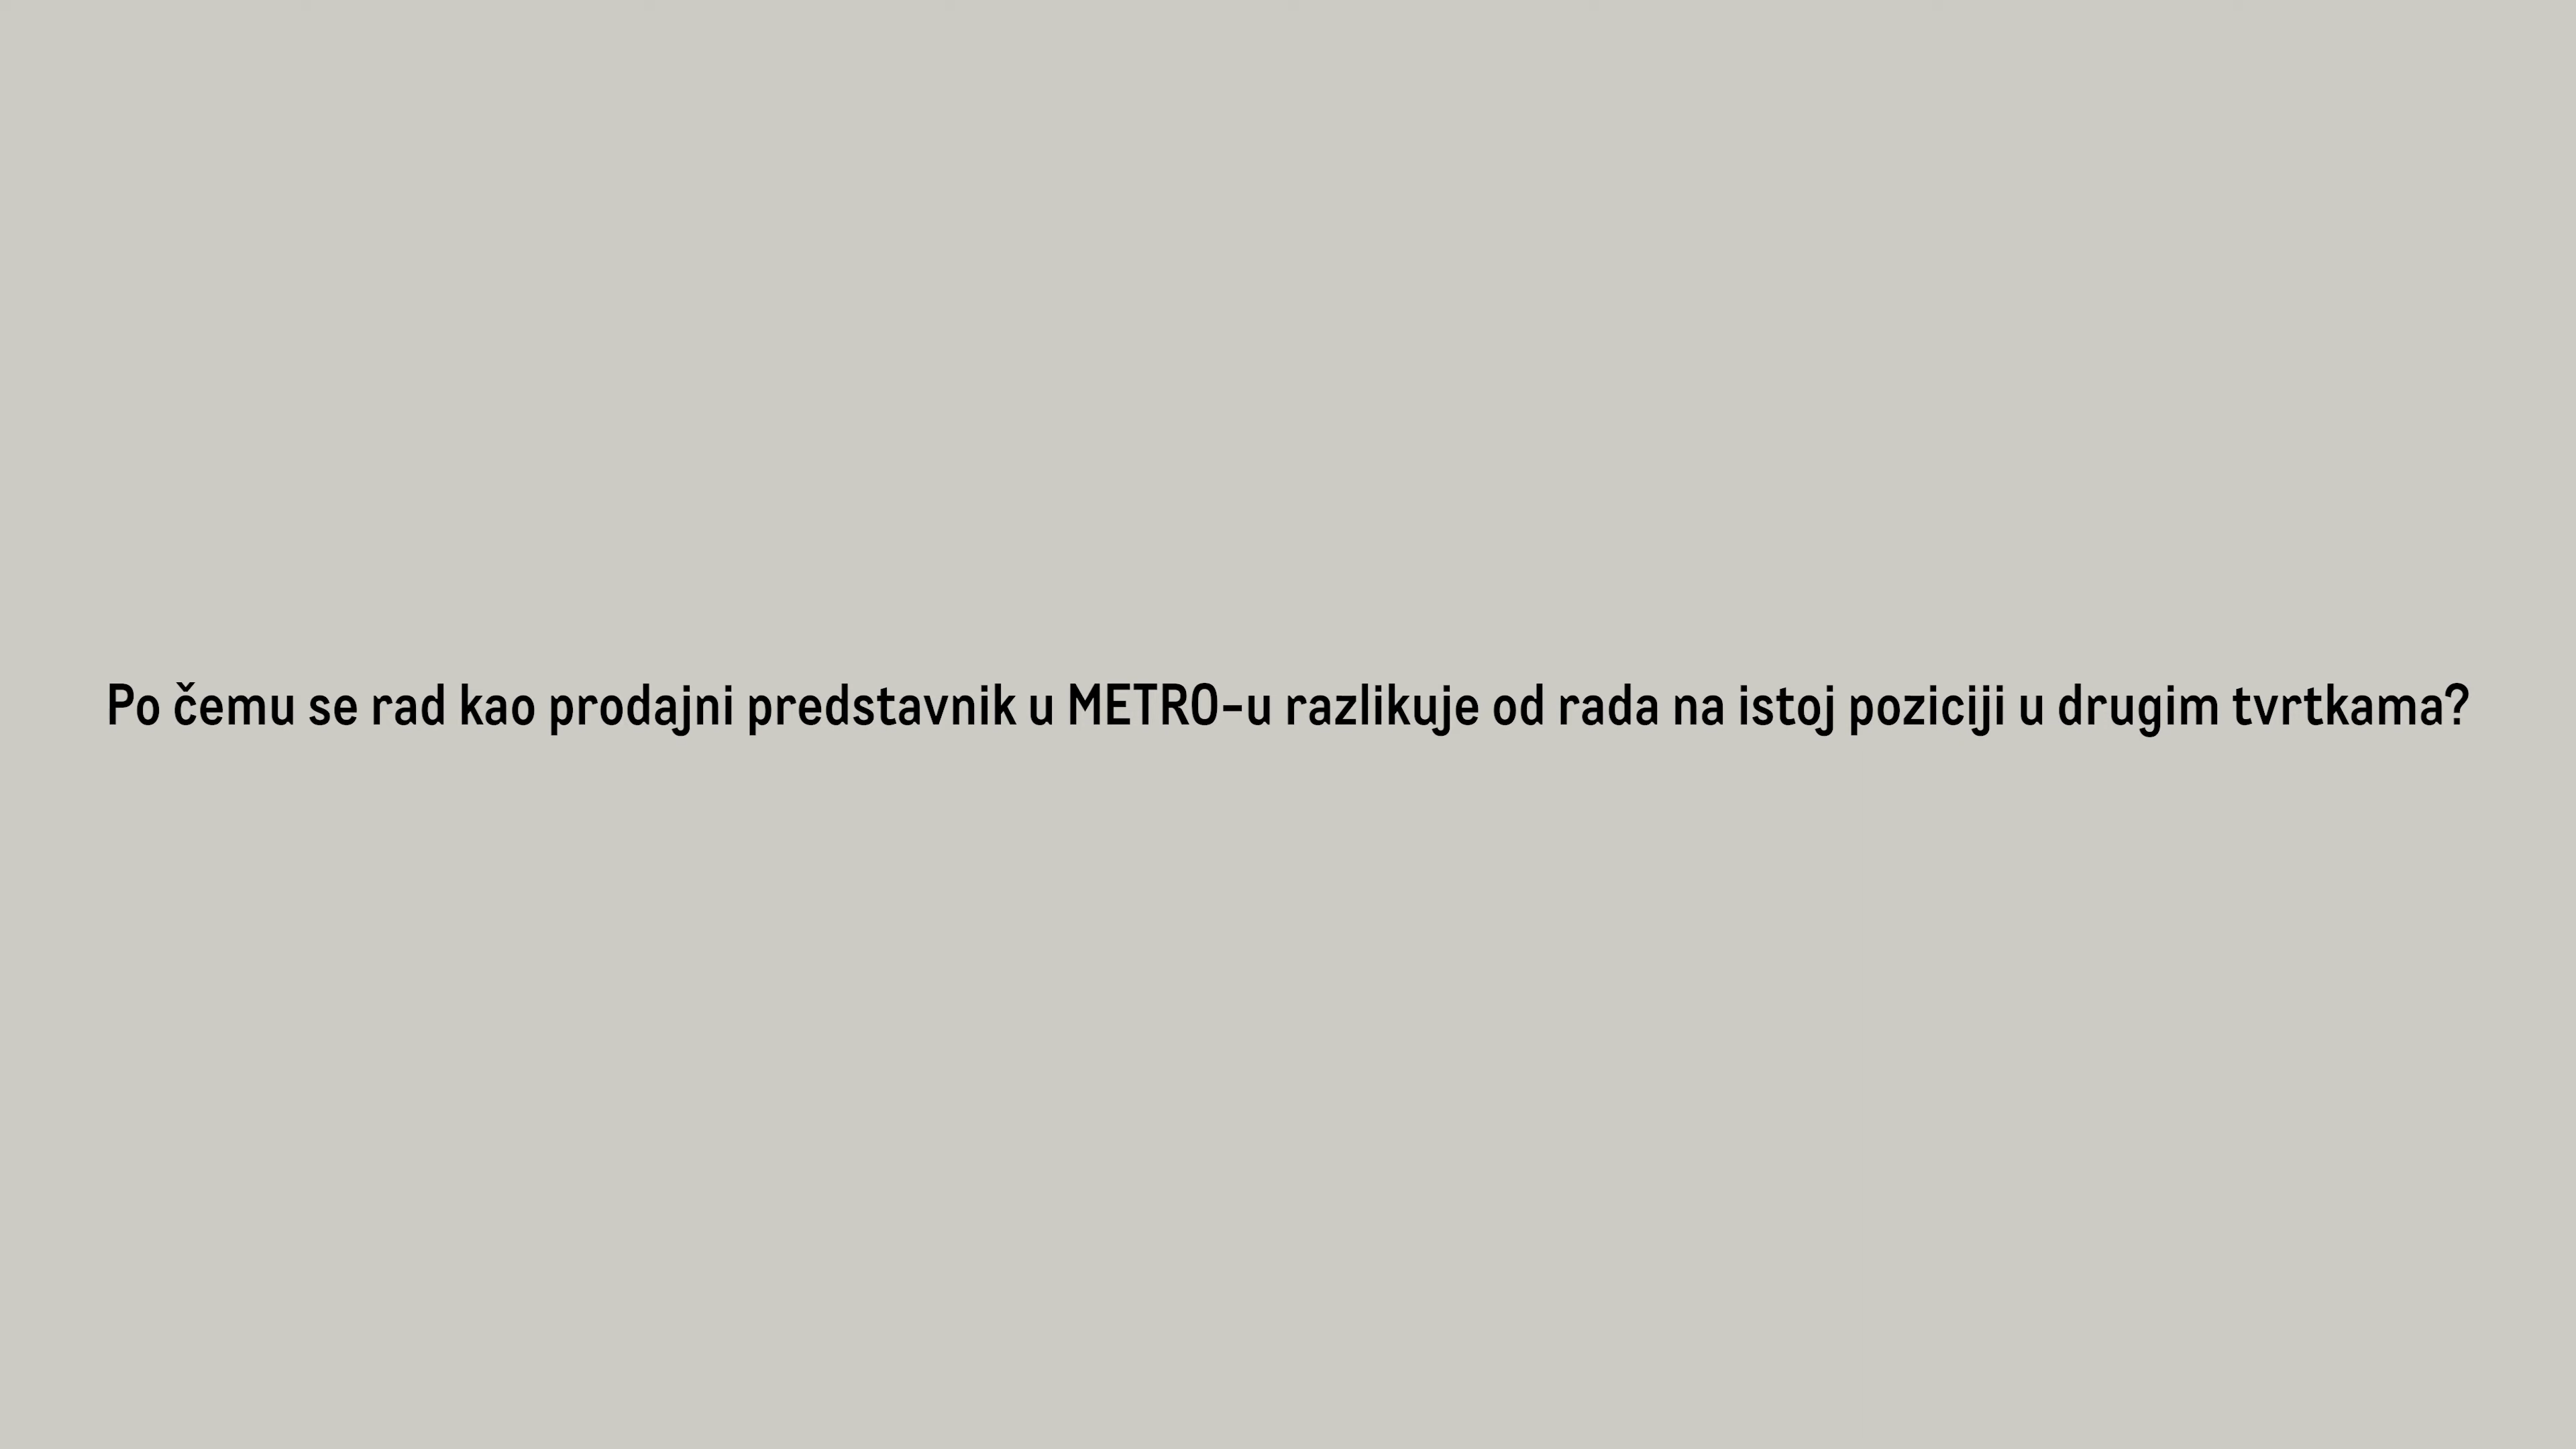 Po čemu se rad kao prodajni predstavnik u METRO-u razlikuje od rada na istoj poziciji u drugim tvrtkama?